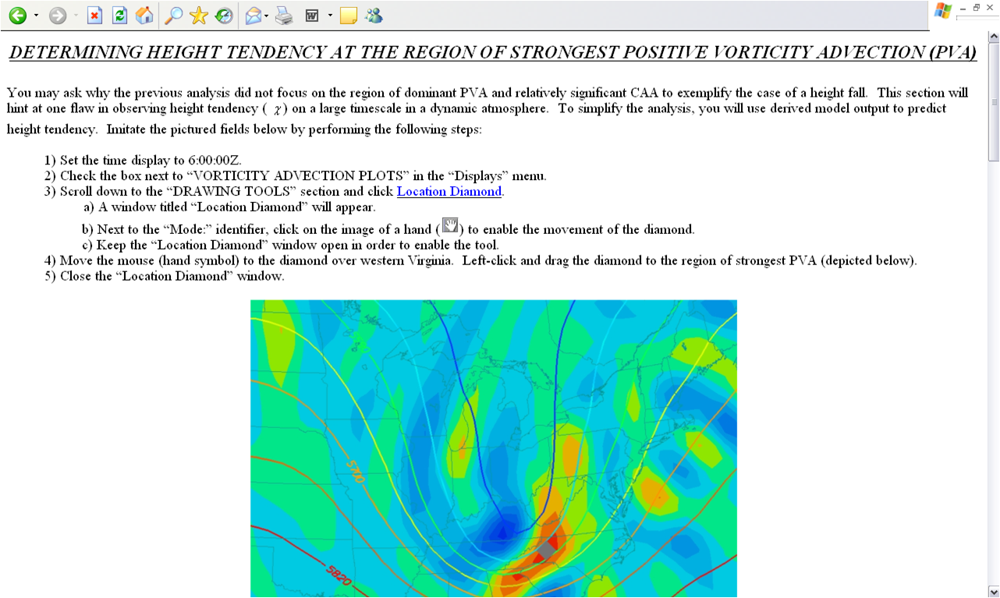 DETERMINING HEIGHT TENDENCY AT THE REGION OF STRONGEST POSITIVE VORTICITY ADVECTION (PVA)
You may ask why the previous analysis did not focus on the region of dominant PVA and relatively significant CAA to exemplify the case of a height fall. This section will
hint at one flaw in observing height tendency ( χ ) on a large timescale in a dynamic atmosphere. To simplify the analysis, you will use derived model output to predict
height tendency. Imitate the pictured fields below by performing the following steps:
1) Set the time display to 6:00:00Z.
2) Check the box next to “VORTICITY ADVECTION PLOTS” in the “Displays” menu.
3) Scroll down to the “DRAWING TOOLS” section and click Location Diamond.
a) A window titled “Location Diamond” will appear.
b) Next to the “Mode:” identifier, click on the image of a hand ( ) to enable the movement of the diamond.
c) Keep the “Location Diamond” window open in order to enable the tool.
4) Move the mouse (hand symbol) to the diamond over western Virginia. Left-click and drag the diamond to the region of strongest PVA (depicted below).
5) Close the “Location Diamond” window.
5700
5820